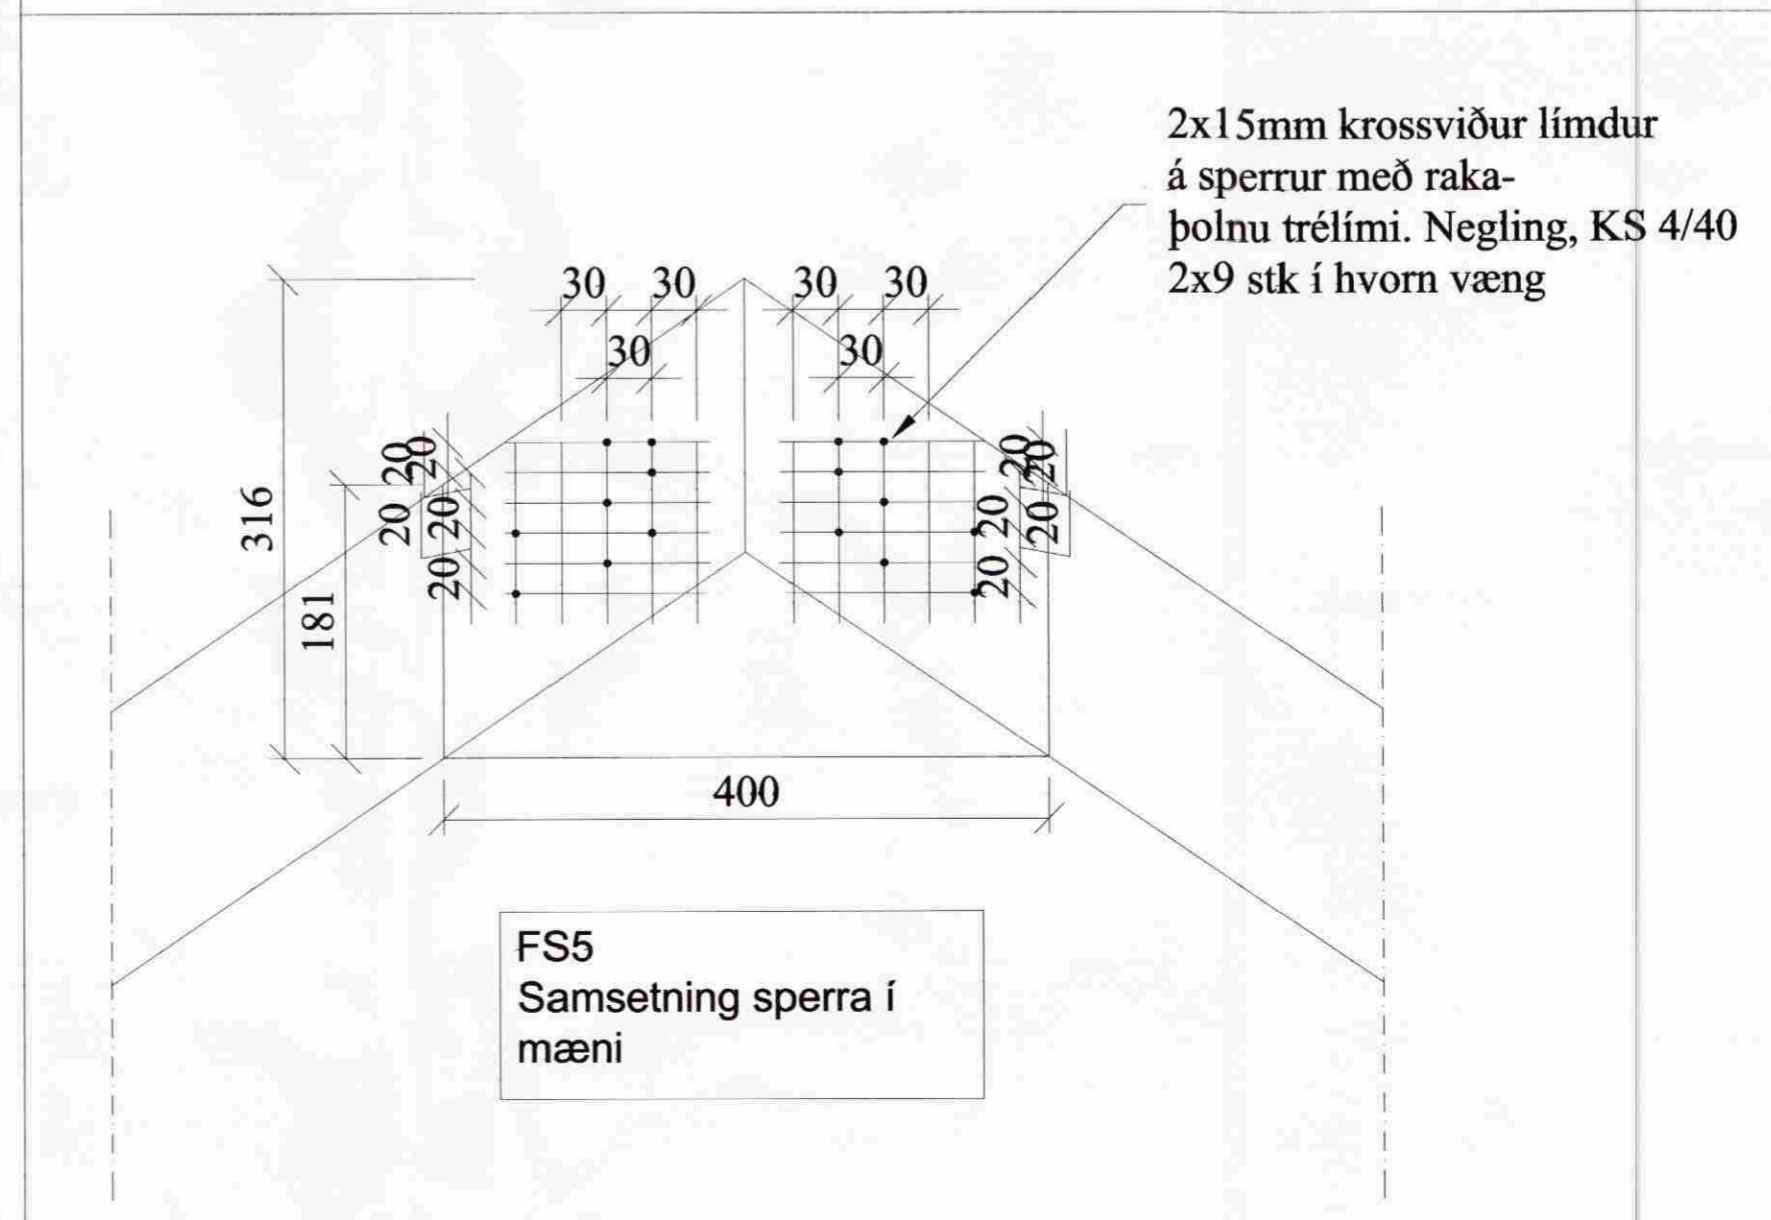 2x15mm krossviður límdur
á sperrur með raka-
þolnu trélími. Negling, KS 4/40
2x9 stk í hvorn væng
30 30 30 30
30 30
20 20 20 20
20 20 20 20
20 20
316
181
400
FS5
Samsetning sperra í
mæni